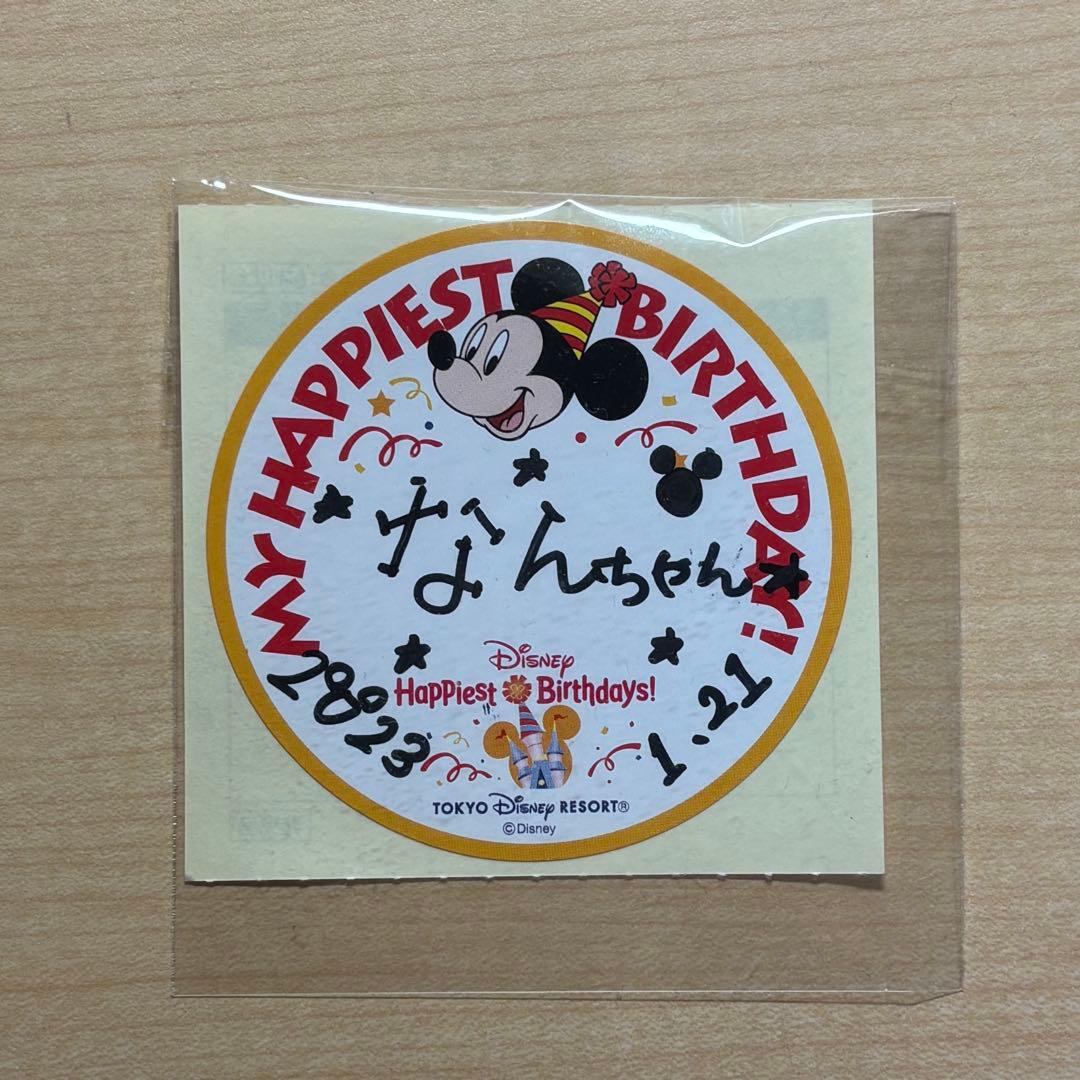 MY HAPPIEST BIRTHDAY!
なんちゃん
2023
1.21
Disney
Happiest Birthdays!
TOKYO Disney RESORT®
©Disney